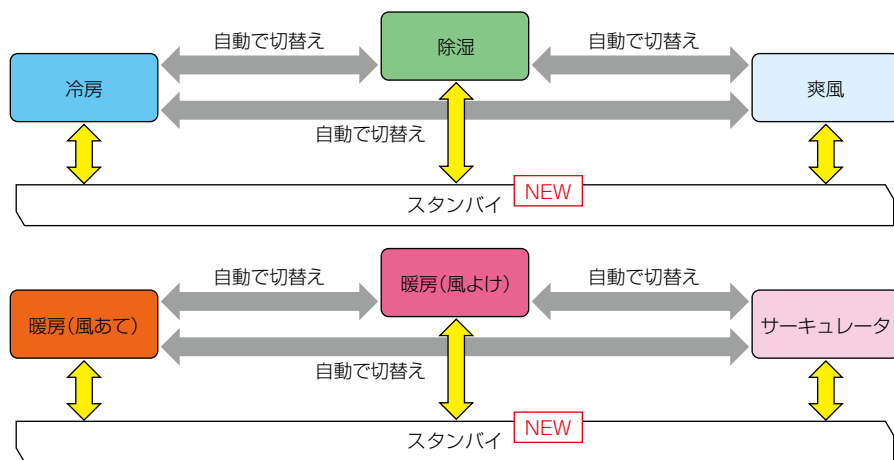 自動で切替え
除湿
自動で切替え
冷房
爽風
自動で切替え
NEW
スタンバイ
自動で切替え
暖房(風よけ)
自動で切替え
暖房(風あて)
サーキュレータ
自動で切替え
NEW
スタンバイ